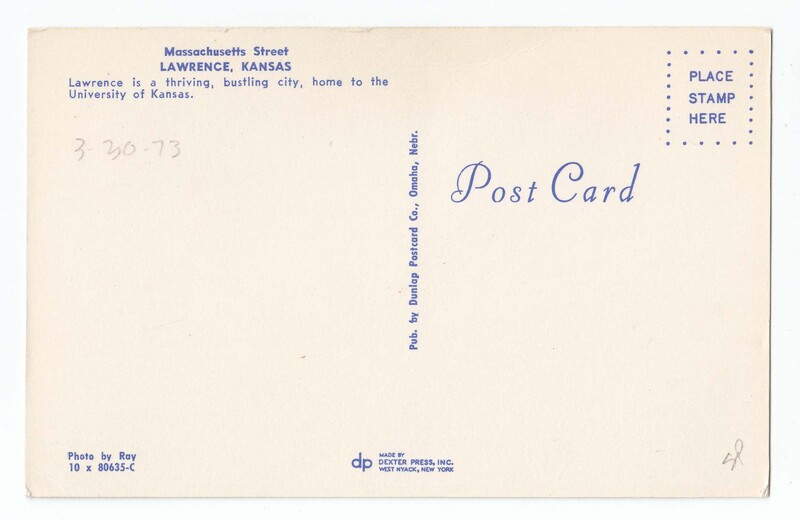 Massachusetts Street
LAWRENCE, KANSAS
Lawrence is a thriving, bustling city, home to the
University of Kansas.
3-30-73
PLACE
STAMP
HERE
Post Card
Pub. by Dunlap Postcard Co., Omaha, Nebr.
Photo by Ray
10 x 80635-C
dp
MADE BY
DEXTER PRESS, INC.
WEST NYACK, NEW YORK